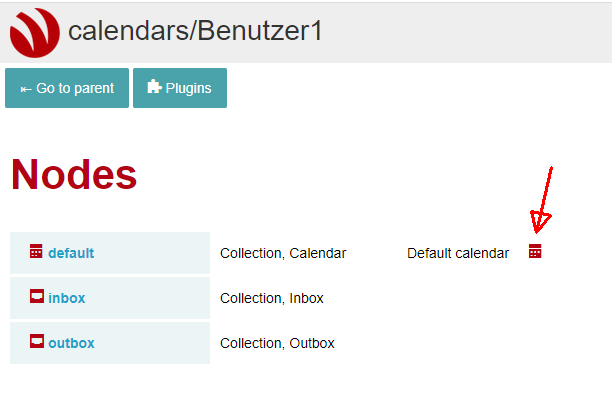 calendars/Benutzer1
⇤ Go to parent Plugins
Nodes
default Collection, Calendar Default calendar
inbox Collection, Inbox
outbox Collection, Outbox